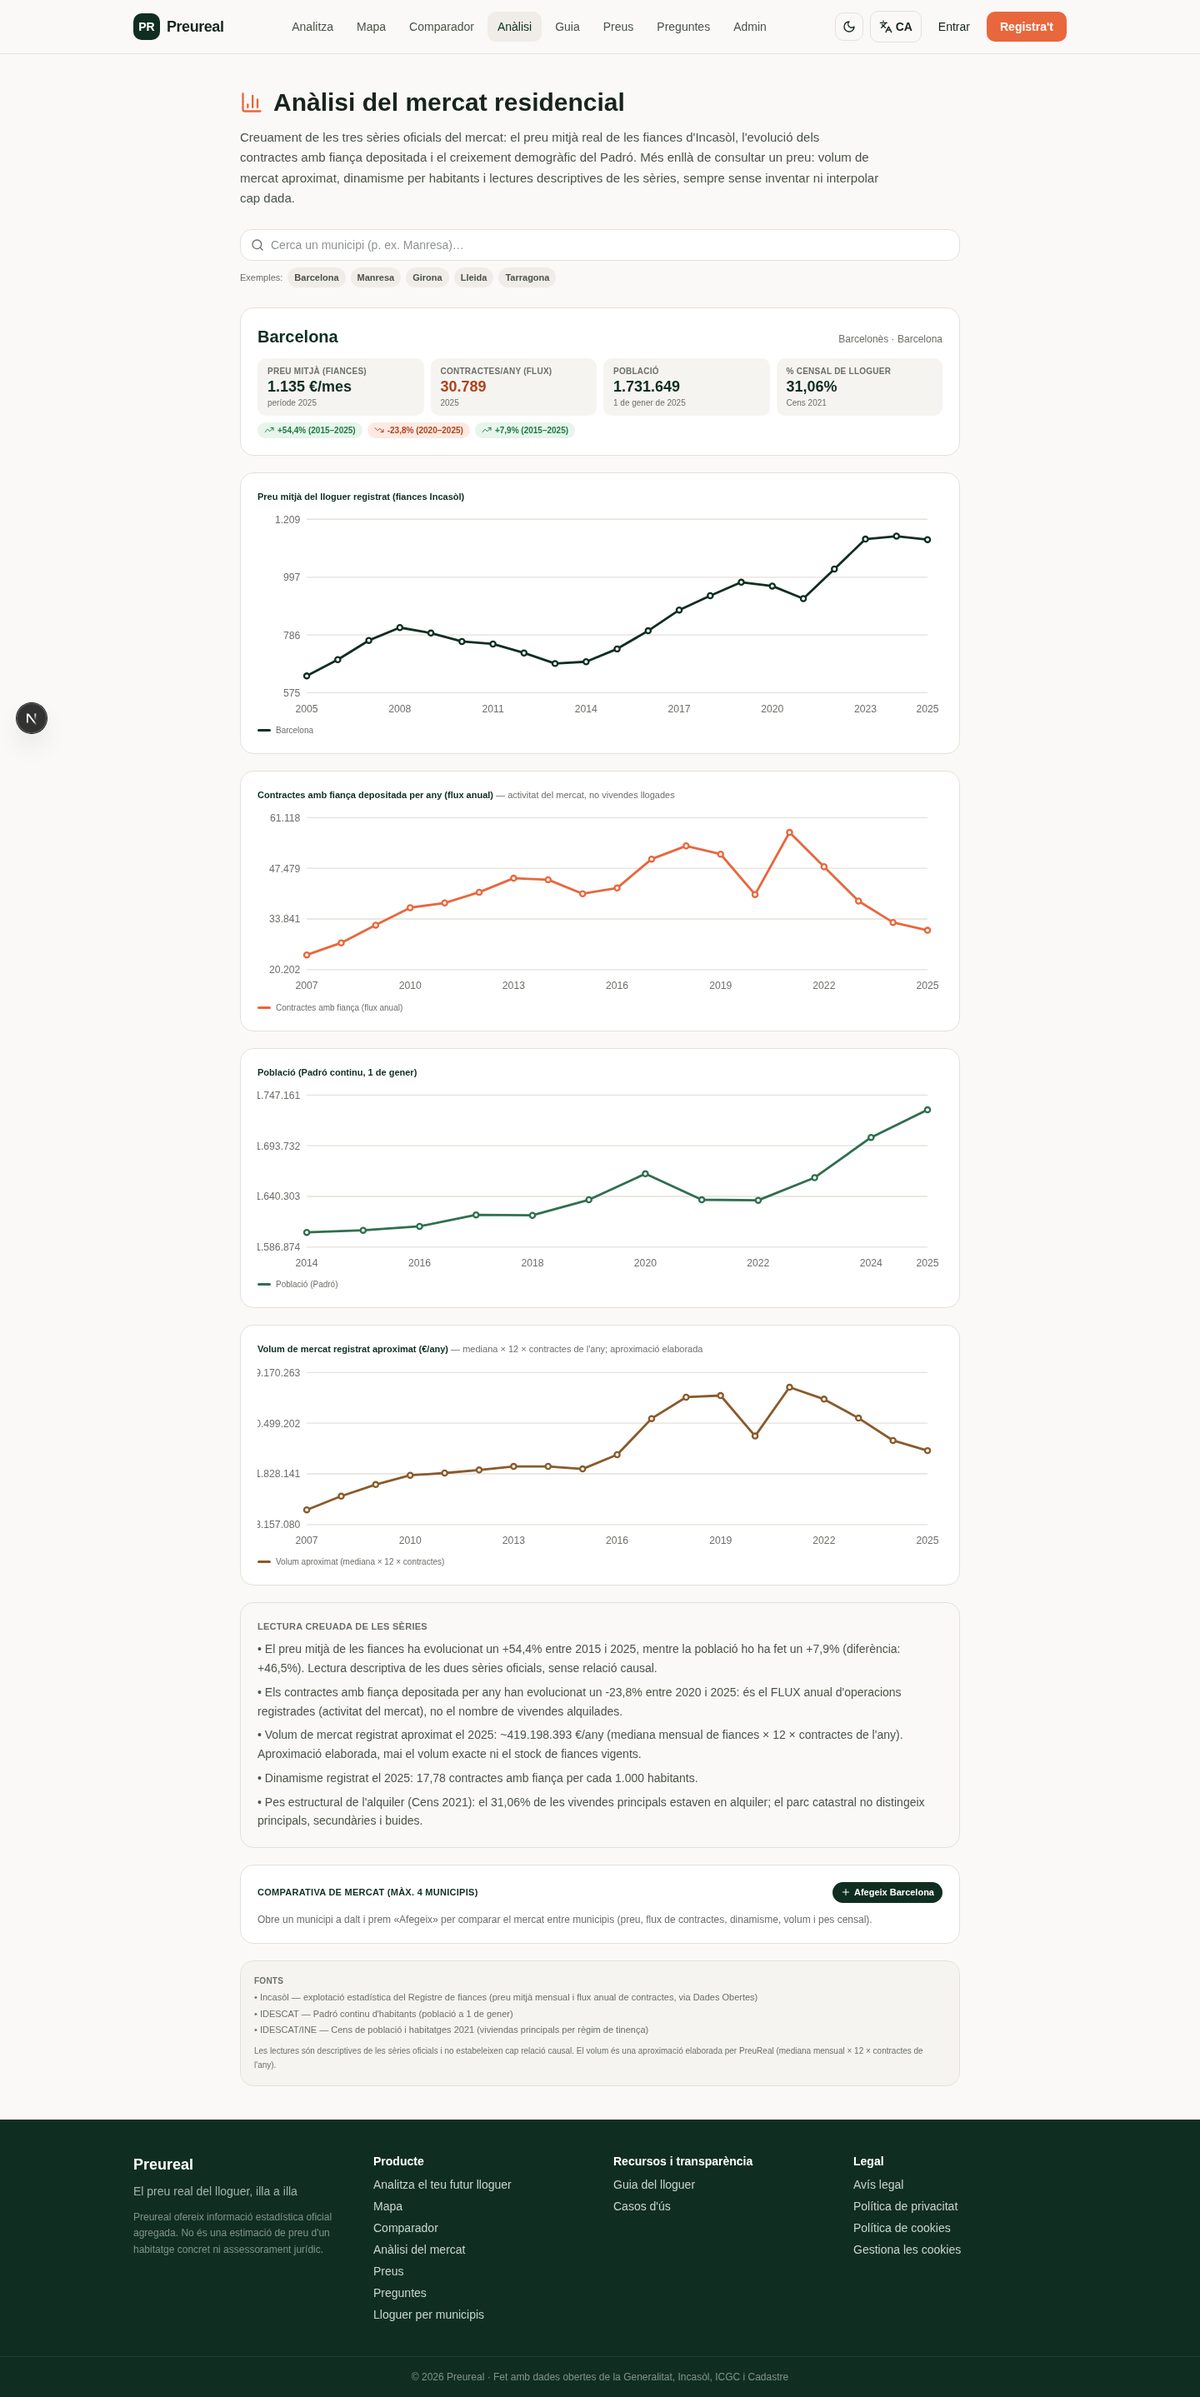 PR Preureal
Analitza Mapa Comparador Anàlisi Guia Preus Preguntes Admin
CA Entrar Registra't
Anàlisi del mercat residencial
Creuament de les tres sèries oficials del mercat: el preu mitjà real de les fiances d'Incasòl, l'evolució dels
contractes amb fiança depositada i el creixement demogràfic del Padró. Més enllà de consultar un preu: volum de
mercat aproximat, dinamisme per habitants i lectures descriptives de les sèries, sempre sense inventar ni interpolar
cap dada.
Cerca un municipi (p. ex. Manresa)…
Exemples: Barcelona Manresa Girona Lleida Tarragona
Barcelona
Barcelonès · Barcelona
PREU MITJÀ (FIANCES)
1.135 €/mes
període 2025
CONTRACTES/ANY (FLUX)
30.789
2025
POBLACIÓ
1.731.649
1 de gener de 2025
% CENSAL DE LLOGUER
31,06%
Cens 2021
+54,4% (2015–2025) -23,8% (2020–2025) +7,9% (2015–2025)
Preu mitjà del lloguer registrat (fiances Incasòl)
1.209
997
786
575
2005 2008 2011 2014 2017 2020 2023 2025
Barcelona
N
Contractes amb fiança depositada per any (flux anual) — activitat del mercat, no vivendes llogades
61.118
47.479
33.841
20.202
2007 2010 2013 2016 2019 2022 2025
Contractes amb fiança (flux anual)
Població (Padró continu, 1 de gener)
1.747.161
1.693.732
1.640.303
1.586.874
2014 2016 2018 2020 2022 2024 2025
Població (Padró)
Volum de mercat registrat aproximat (€/any) — mediana × 12 × contractes de l'any; aproximació elaborada
.170.263
.499.202
.828.141
.157.080
2007 2010 2013 2016 2019 2022 2025
Volum aproximat (mediana × 12 × contractes)
LECTURA CREUADA DE LES SÈRIES
• El preu mitjà de les fiances ha evolucionat un +54,4% entre 2015 i 2025, mentre la població ho ha fet un +7,9% (diferència:
+46,5%). Lectura descriptiva de les dues sèries oficials, sense relació causal.
• Els contractes amb fiança depositada per any han evolucionat un -23,8% entre 2020 i 2025: és el FLUX anual d'operacions
registrades (activitat del mercat), no el nombre de vivendes alquilades.
• Volum de mercat registrat aproximat el 2025: ~419.198.393 €/any (mediana mensual de fiances × 12 × contractes de l'any).
Aproximació elaborada, mai el volum exacte ni el stock de fiances vigents.
• Dinamisme registrat el 2025: 17,78 contractes amb fiança per cada 1.000 habitants.
• Pes estructural de l'alquiler (Cens 2021): el 31,06% de les vivendes principals estaven en alquiler; el parc catastral no distingeix
principals, secundàries i buides.
COMPARATIVA DE MERCAT (MÀX. 4 MUNICIPIS)
+ Afegeix Barcelona
Obre un municipi a dalt i prem «Afegeix» per comparar el mercat entre municipis (preu, flux de contractes, dinamisme, volum i pes censal).
FONTS
• Incasòl — explotació estadística del Registre de fiances (preu mitjà mensual i flux anual de contractes, via Dades Obertes)
• IDESCAT — Padró continu d'habitants (població a 1 de gener)
• IDESCAT/INE — Cens de població i habitatges 2021 (viviendas principals per règim de tinença)
Les lectures són descriptives de les sèries oficials i no estableixen cap relació causal. El volum és una aproximació elaborada per PreuReal (mediana mensual × 12 × contractes de
l'any).
Preureal
El preu real del lloguer, illa a illa
Preureal ofereix informació estadística oficial
agregada. No és una estimació de preu d'un
habitatge concret ni assessorament jurídic.
Producte
Analitza el teu futur lloguer
Mapa
Comparador
Anàlisi del mercat
Preus
Preguntes
Lloguer per municipis
Recursos i transparència
Guia del lloguer
Casos d'ús
Legal
Avís legal
Política de privacitat
Política de cookies
Gestiona les cookies
© 2026 Preureal · Fet amb dades obertes de la Generalitat, Incasòl, ICGC i Cadastre